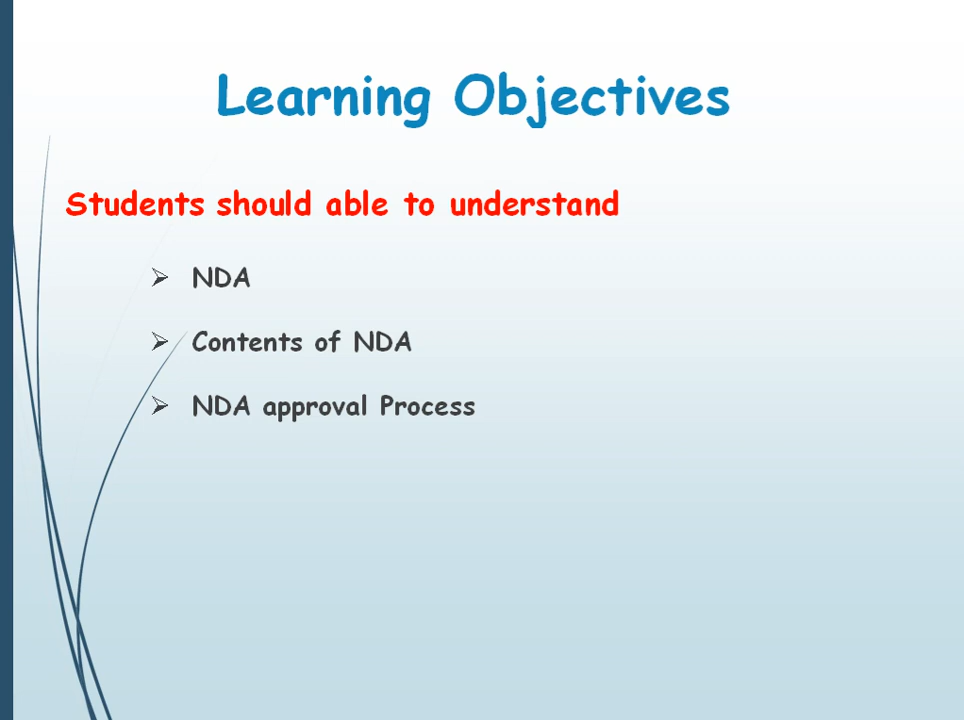 Learning Objectives
Students should able to understand
➢ NDA
➢ Contents of NDA
➢ NDA approval Process